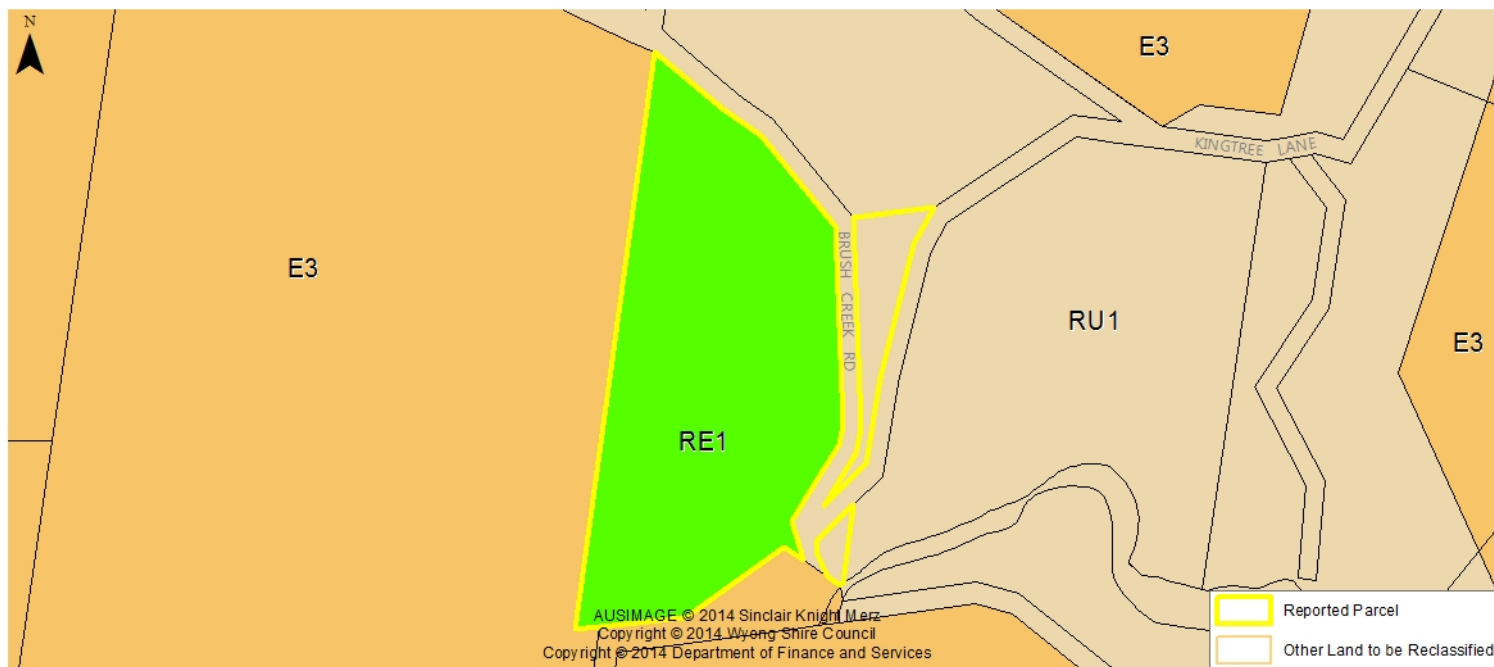 N
E3
KINGTREE LANE
E3
BRUSH CREEK RD
RU1
E3
RE1
AUSIMAGE © 2014 Sinclair Knight Merz
Copyright © 2014 Wyong Shire Council
Copyright © 2014 Department of Finance and Services
Reported Parcel
Other Land to be Reclassified